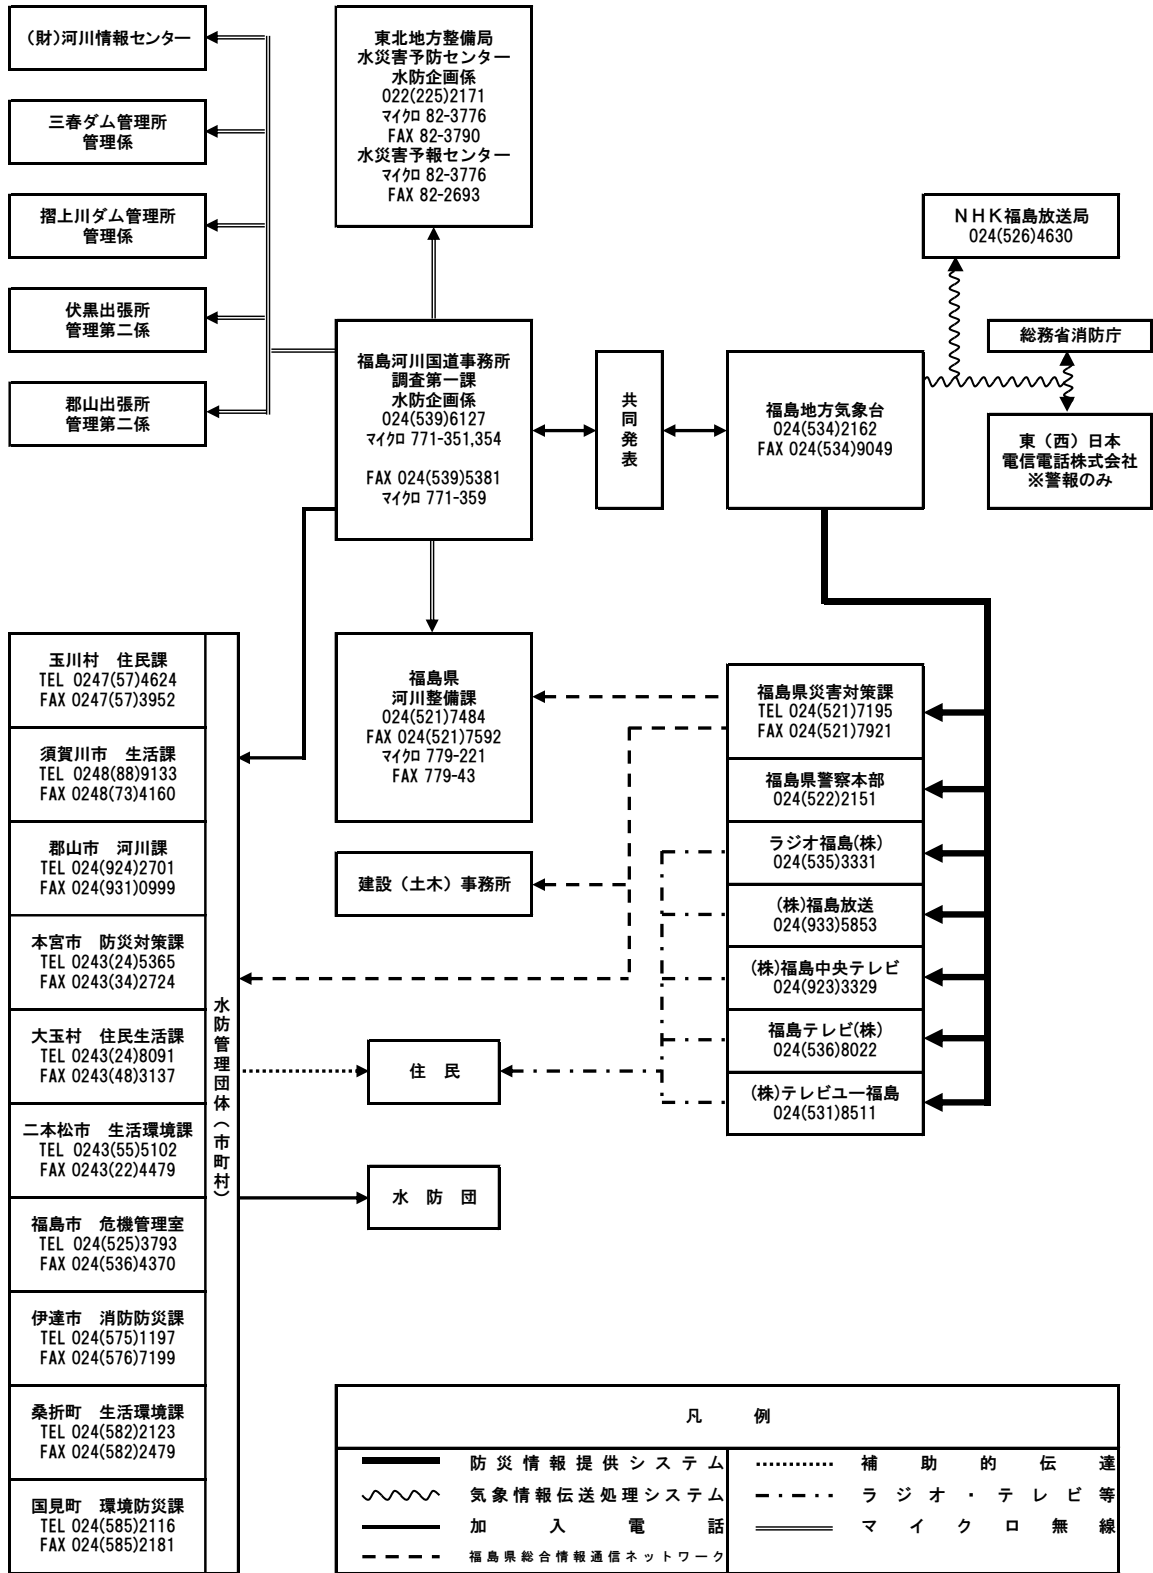 (財)河川情報センター
三春ダム管理所
管理係
摺上川ダム管理所
管理係
伏黒出張所
管理第二係
郡山出張所
管理第二係
東北地方整備局
水災害予防センター
水防企画係
022(225)2171
マイクロ 82-3776
FAX 82-3790
水災害予報センター
マイクロ 82-3776
FAX 82-2693
福島河川国道事務所
調査第一課
水防企画係
024(539)6127
マイクロ 771-351,354
FAX 024(539)5381
マイクロ 771-359
共同発表
福島地方気象台
024(534)2162
FAX 024(534)9049
NHK福島放送局
024(526)4630
総務省消防庁
東(西)日本
電信電話株式会社
※警報のみ
玉川村 住民課
TEL 0247(57)4624
FAX 0247(57)3952
須賀川市 生活課
TEL 0248(88)9133
FAX 0248(73)4160
郡山市 河川課
TEL 024(924)2701
FAX 024(931)0999
本宮市 防災対策課
TEL 0243(24)5365
FAX 0243(34)2724
大玉村 住民生活課
TEL 0243(24)8091
FAX 0243(48)3137
二本松市 生活環境課
TEL 0243(55)5102
FAX 0243(22)4479
福島市 危機管理室
TEL 024(525)3793
FAX 024(536)4370
伊達市 消防防災課
TEL 024(575)1197
FAX 024(576)7199
桑折町 生活環境課
TEL 024(582)2123
FAX 024(582)2479
国見町 環境防災課
TEL 024(585)2116
FAX 024(585)2181
水防管理団体(市町村)
福島県
河川整備課
024(521)7484
FAX 024(521)7592
マイクロ 779-221
FAX 779-43
建設(土木)事務所
住 民
水 防 団
福島県災害対策課
TEL 024(521)7195
FAX 024(521)7921
福島県警察本部
024(522)2151
ラジオ福島(株)
024(535)3331
(株)福島放送
024(933)5853
(株)福島中央テレビ
024(923)3329
福島テレビ(株)
024(536)8022
(株)テレビユー福島
024(531)8511
凡 例
防災情報提供システム
気象情報伝送処理システム
加入電話
福島県総合情報通信ネットワーク
補助的伝達
ラジオ・テレビ等
マイクロ無線